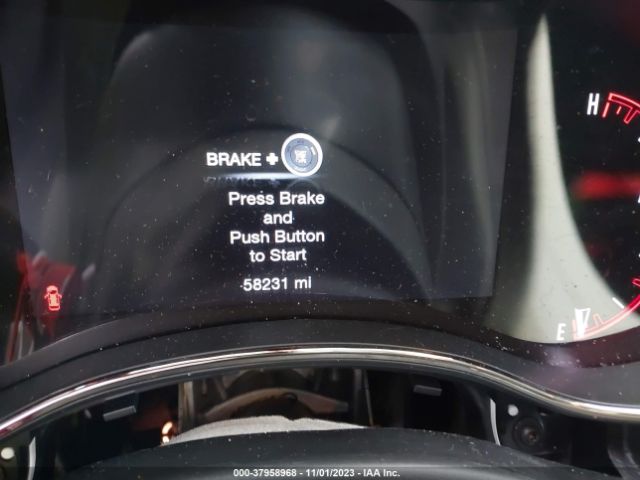 H
BRAKE +
Press Brake
and
Push Button
to Start
58231 mi
E
000-37958968 - 11/01/2023 - IAA Inc.